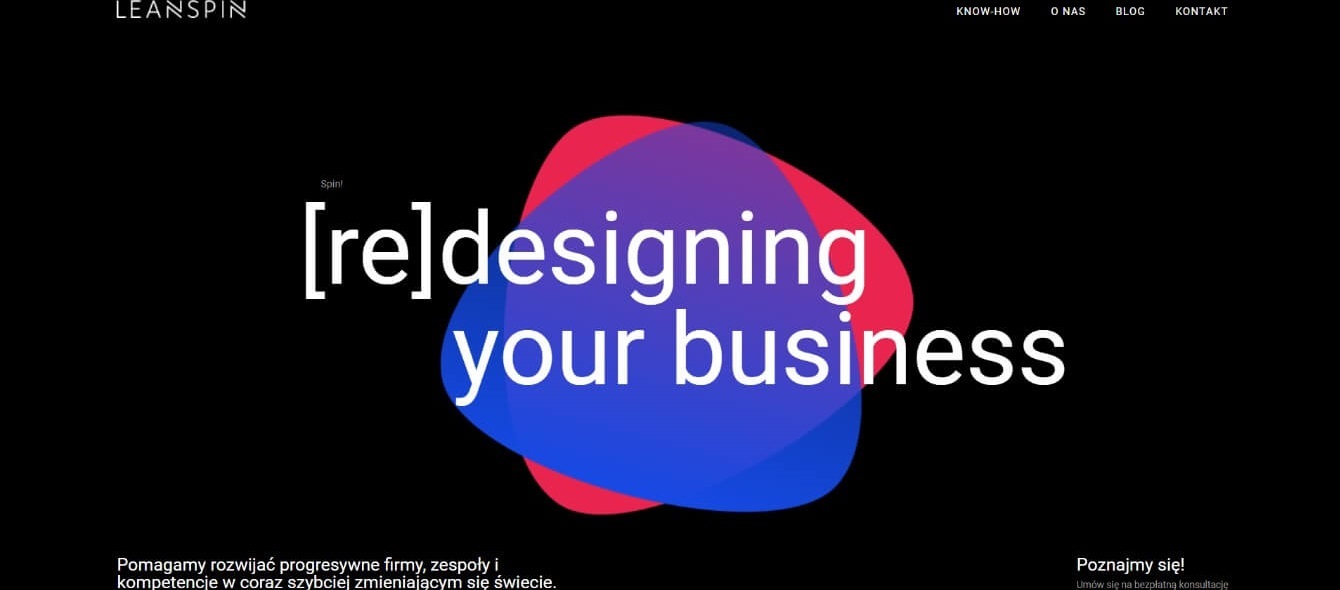 LEANSPIN
KNOW-HOW O NAS BLOG KONTAKT
Spin!
[re]designing
your business
Pomagamy rozwijać progresywne firmy, zespoły i
kompetencje w coraz szybciej zmieniającym się świecie.
Poznajmy się!
Umów się na bezpłatną konsultację